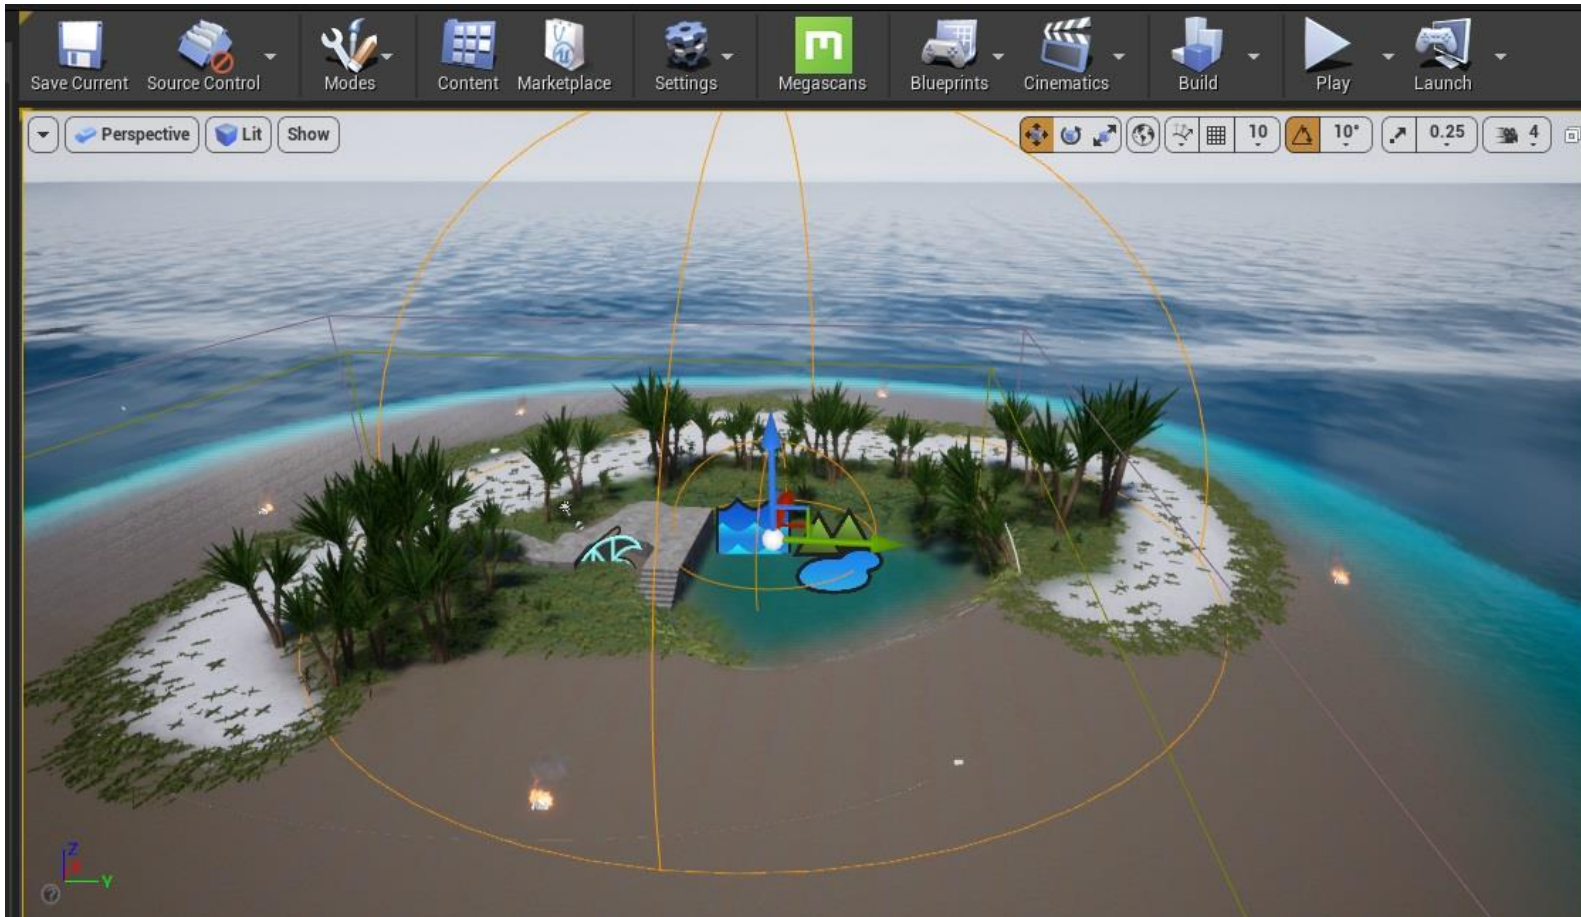 Save Current Source Control Modes Content Marketplace Settings Megascans Blueprints Cinematics Build Play Launch
Perspective Lit Show 10 10° 0.25 4
Z
X
Y
?